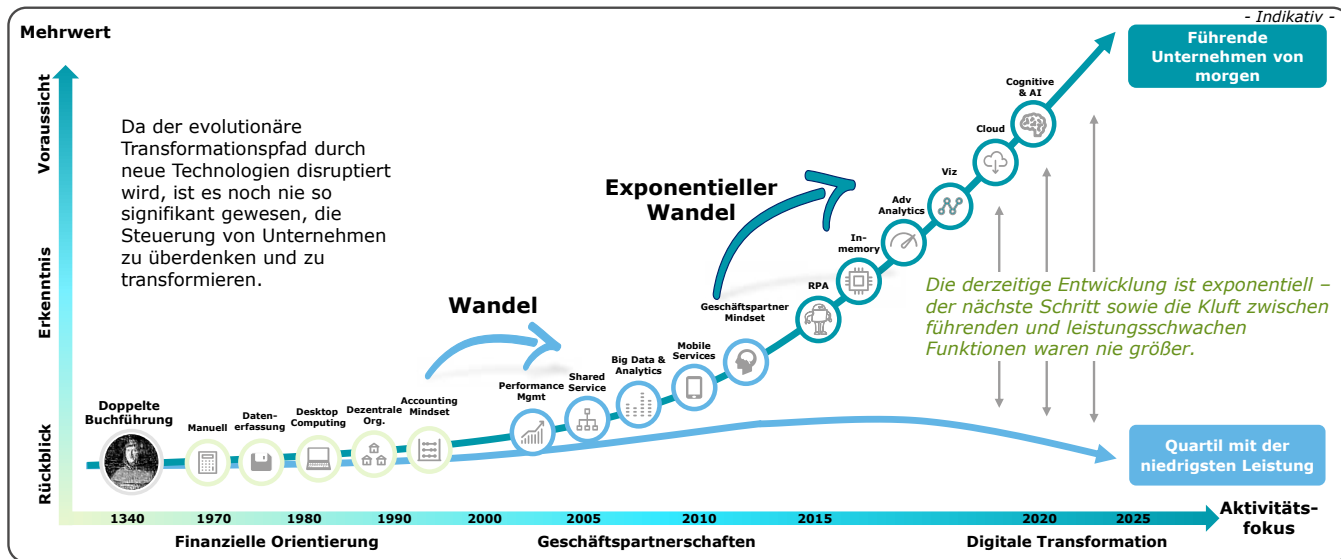 - Indikativ -
Mehrwert
Führende
Unternehmen von
morgen
Voraussicht
Erkenntnis
Rückblick
Da der evolutionäre
Transformationspfad durch
neue Technologien disruptiert
wird, ist es noch nie so
signifikant gewesen, die
Steuerung von Unternehmen
zu überdenken und zu
transformieren.
Wandel
Exponentieller
Wandel
Doppelte
Buchführung
Manuell
Daten-
erfassung
Desktop
Computing
Dezentrale
Org.
Accounting
Mindset
Performance
Mgmt
Shared
Service
Big Data &
Analytics
Mobile
Services
Geschäftspartner
Mindset
RPA
In-
memory
Adv
Analytics
Viz
Cloud
Cognitive
& AI
Die derzeitige Entwicklung ist exponentiell –
der nächste Schritt sowie die Kluft zwischen
führenden und leistungsschwachen
Funktionen waren nie größer.
Quartil mit der
niedrigsten Leistung
1340 1970 1980 1990 2000 2005 2010 2015 2020 2025
Aktivitäts-
fokus
Finanzielle Orientierung
Geschäftspartnerschaften
Digitale Transformation